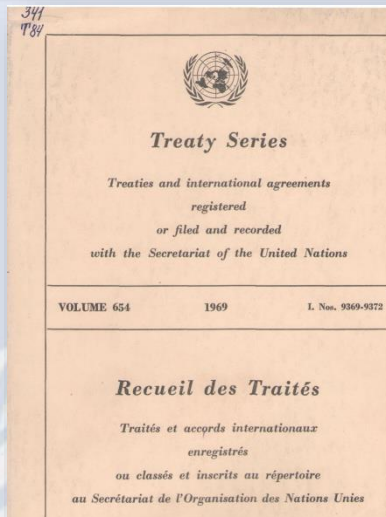 341
T84
Treaty Series
Treaties and international agreements
registered
or filed and recorded
with the Secretariat of the United Nations
VOLUME 654 1969 I. Nos. 9369-9372
Recueil des Traités
Traités et accords internationaux
enregistrés
ou classés et inscrits au répertoire
au Secrétariat de l'Organisation des Nations Unies